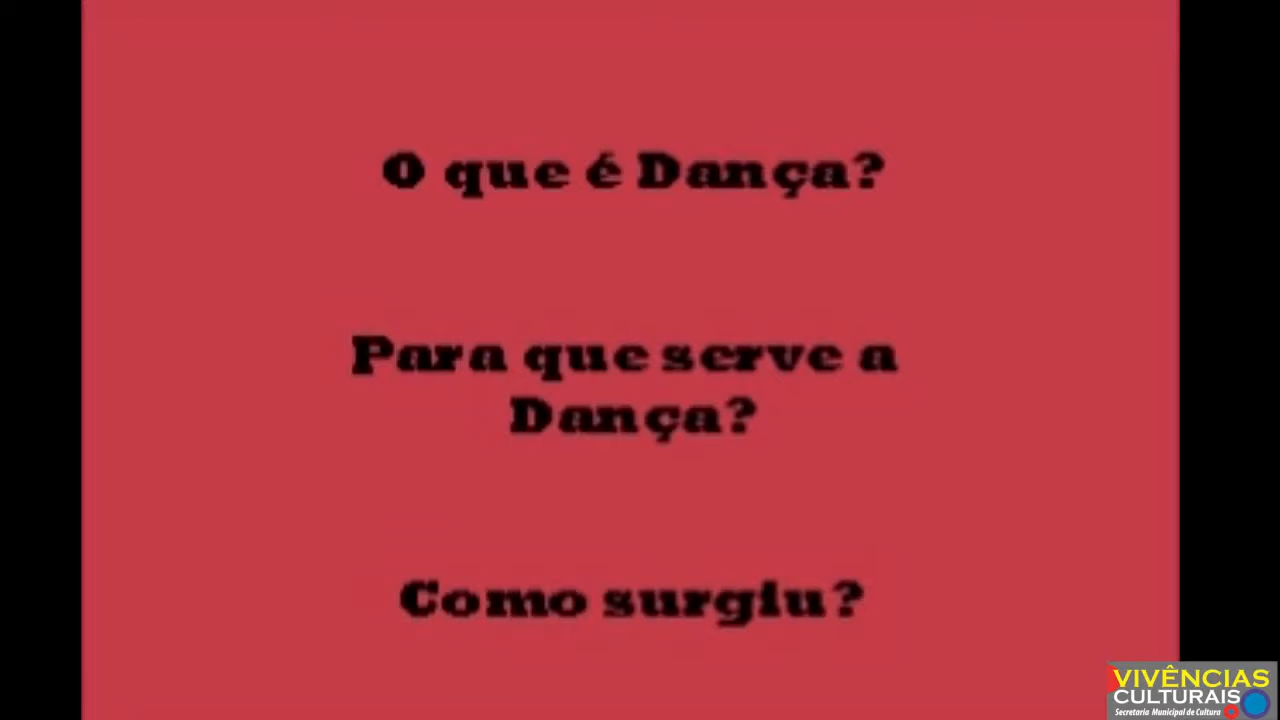 O que é Dança?
Para que serve a
Dança?
Como surgiu?
VIVÊNCIAS
CULTURAIS
Secretaria Municipal de Cultura